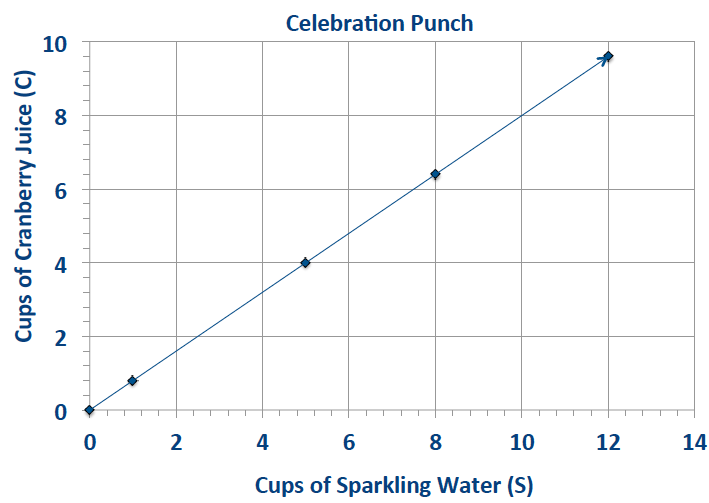 Celebration Punch
Cups of Cranberry Juice (C)
10
8
6
4
2
0
0 2 4 6 8 10 12 14
Cups of Sparkling Water (S)